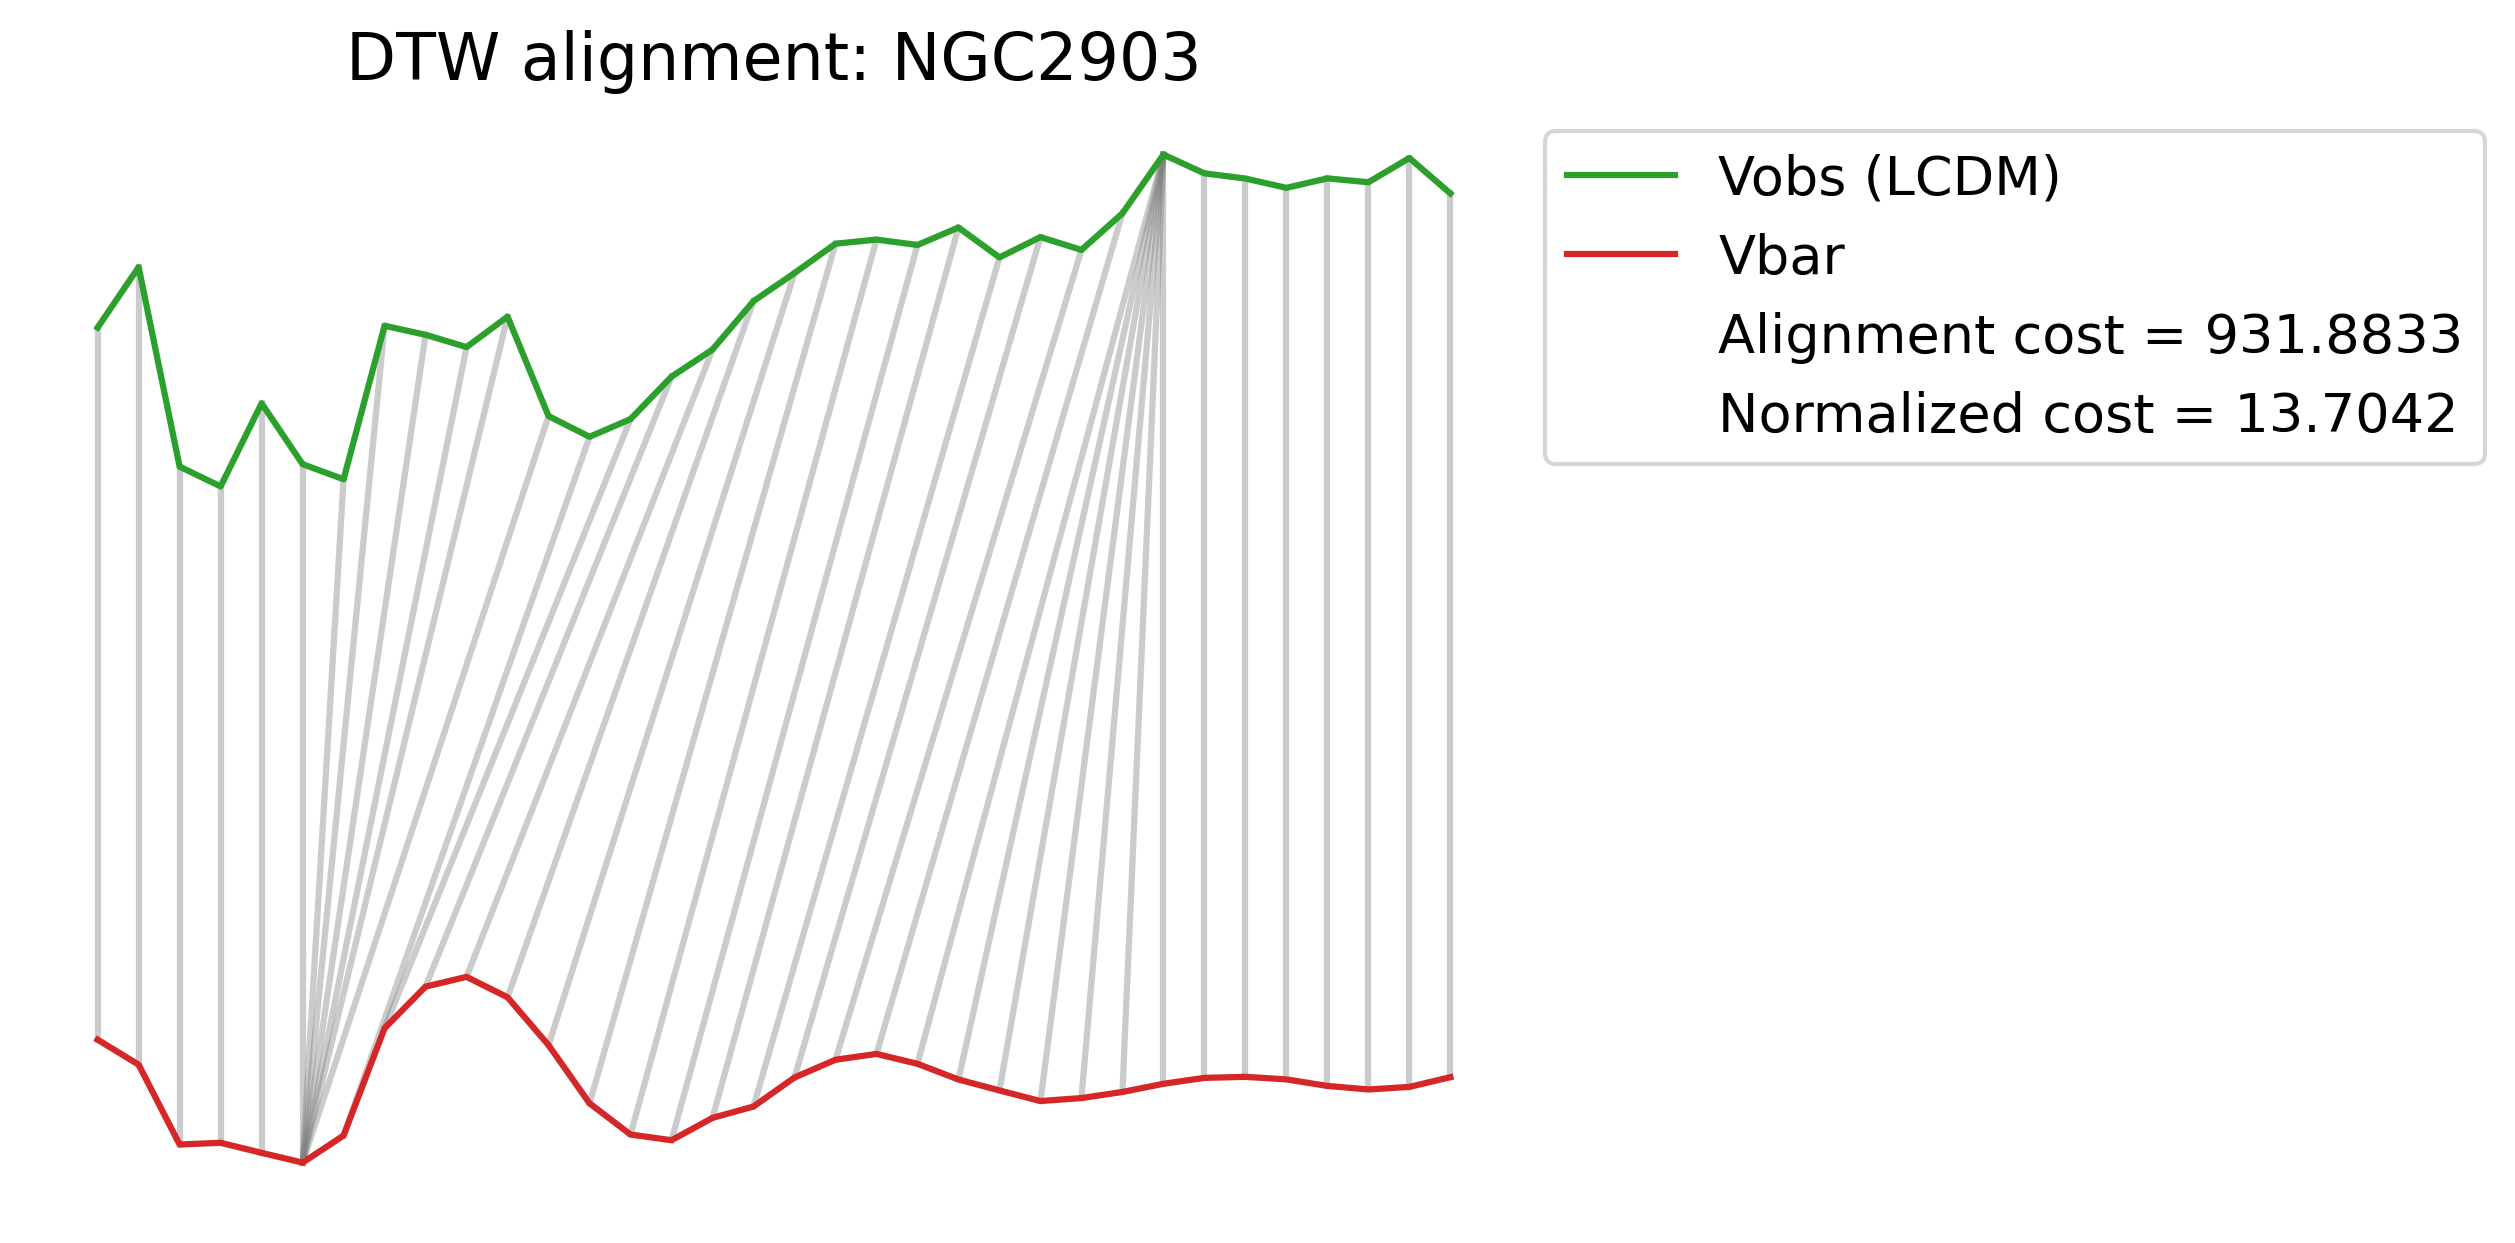 DTW alignment: NGC2903
Vobs (LCDM)
Vbar
Alignment cost = 931.8833
Normalized cost = 13.7042